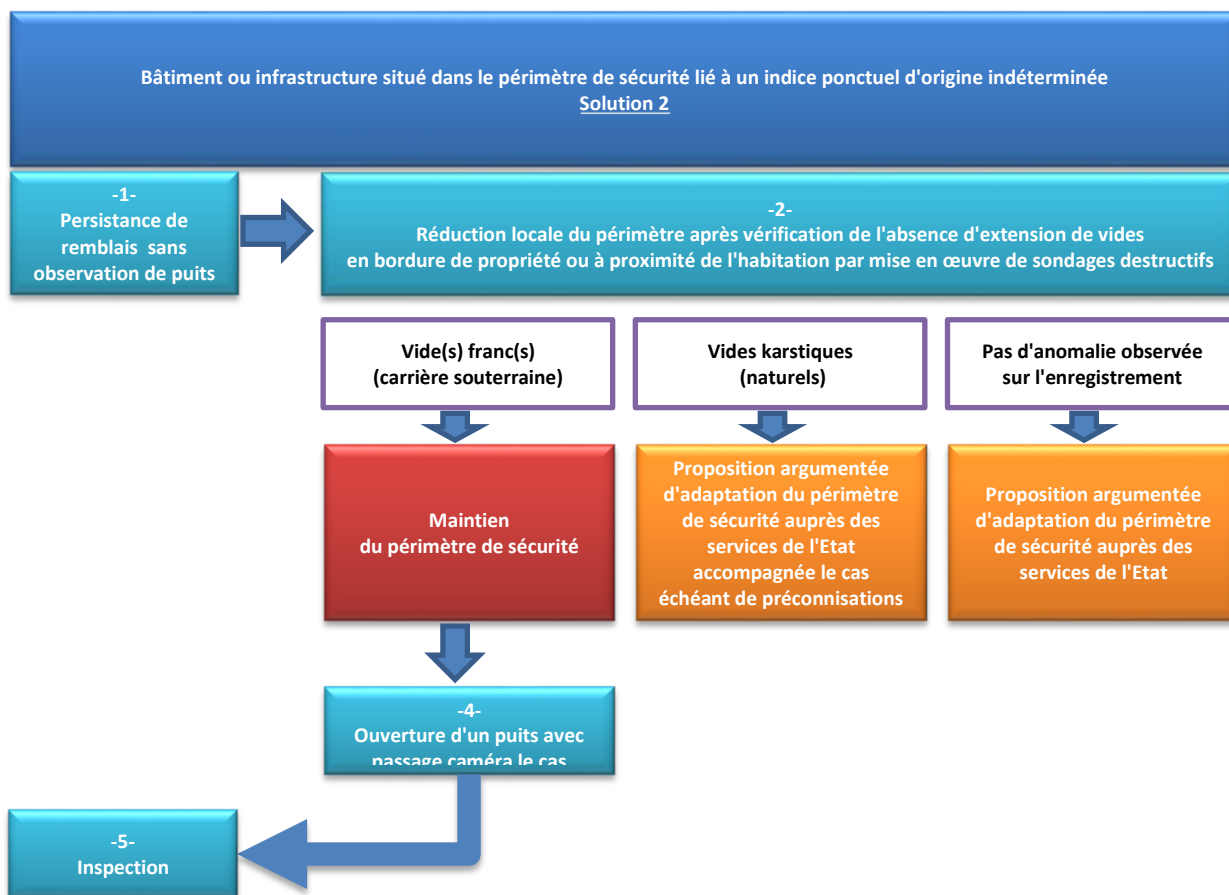 Bâtiment ou infrastructure situé dans le périmètre de sécurité lié à un indice ponctuel d'origine indéterminée
Solution 2
-1-
Persistance de
remblais sans
observation de puits
-2-
Réduction locale du périmètre après vérification de l'absence d'extension de vides
en bordure de propriété ou à proximité de l'habitation par mise en œuvre de sondages destructifs
Vide(s) franc(s)
(carrière souterraine)
Vides karstiques
(naturels)
Pas d'anomalie observée
sur l'enregistrement
Maintien
du périmètre de sécurité
Proposition argumentée
d'adaptation du périmètre
de sécurité auprès des
services de l'Etat
accompagnée le cas
échéant de préconnisations
Proposition argumentée
d'adaptation du périmètre
de sécurité auprès des
services de l'Etat
-4-
Ouverture d'un puits avec
passage caméra le cas
-5-
Inspection